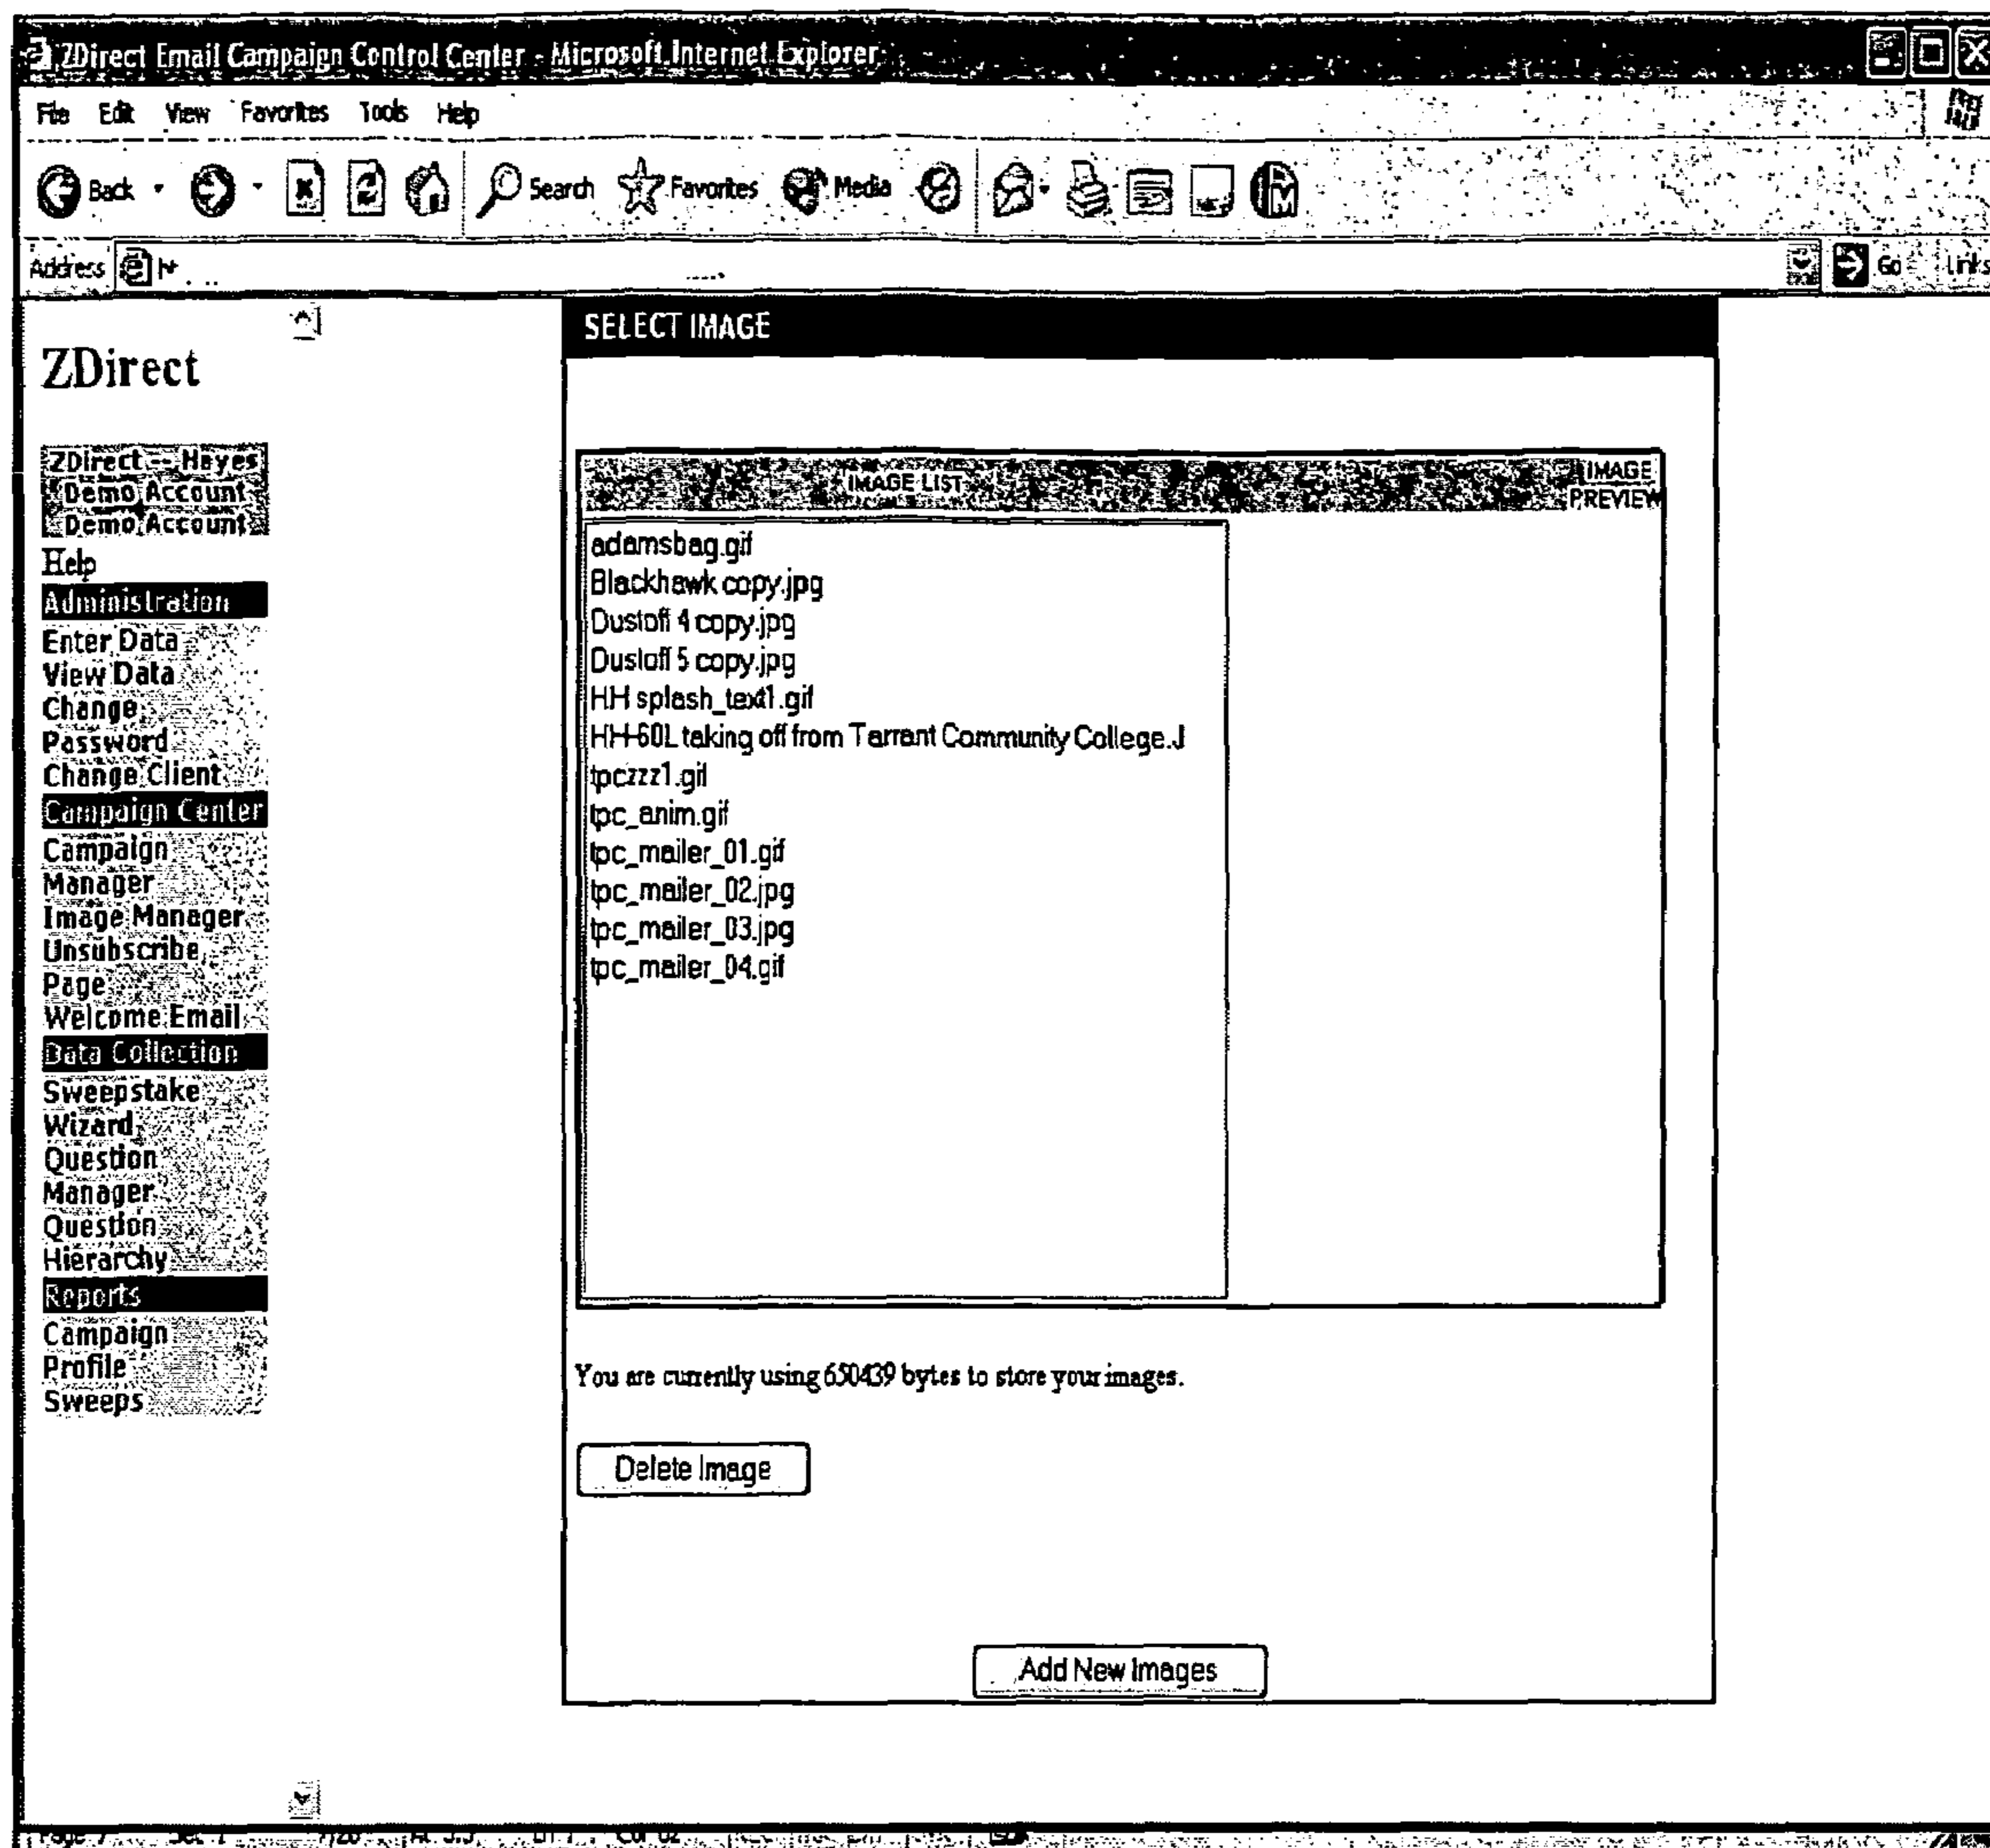 ZDirect Email Campaign Control Center - Microsoft Internet Explorer
File Edit View Favorites Tools Help
Back Search Favorites Media
Address Go Links
ZDirect
ZDirect -- Hayes
Demo Account
Demo Account
Help
Administration
Enter Data
View Data
Change
Password
Change Client
Campaign Center
Campaign
Manager
Image Manager
Unsubscribe
Page
Welcome Email
Data Collection
Sweepstake
Wizard
Question
Manager
Question
Hierarchy
Reports
Campaign
Profile
Sweeps
SELECT IMAGE
IMAGE LIST
IMAGE
PREVIEW
adamsbag.gif
Blackhawk copy.jpg
Dustoff 4 copy.jpg
Dustoff 5 copy.jpg
HH splash_text1.gif
HH-60L taking off from Tarrant Community College.J
tpczzz1.gif
tpc_anim.gif
tpc_mailer_01.gif
tpc_mailer_02.jpg
tpc_mailer_03.jpg
tpc_mailer_04.gif
You are currently using 650439 bytes to store your images.
Delete Image
Add New Images